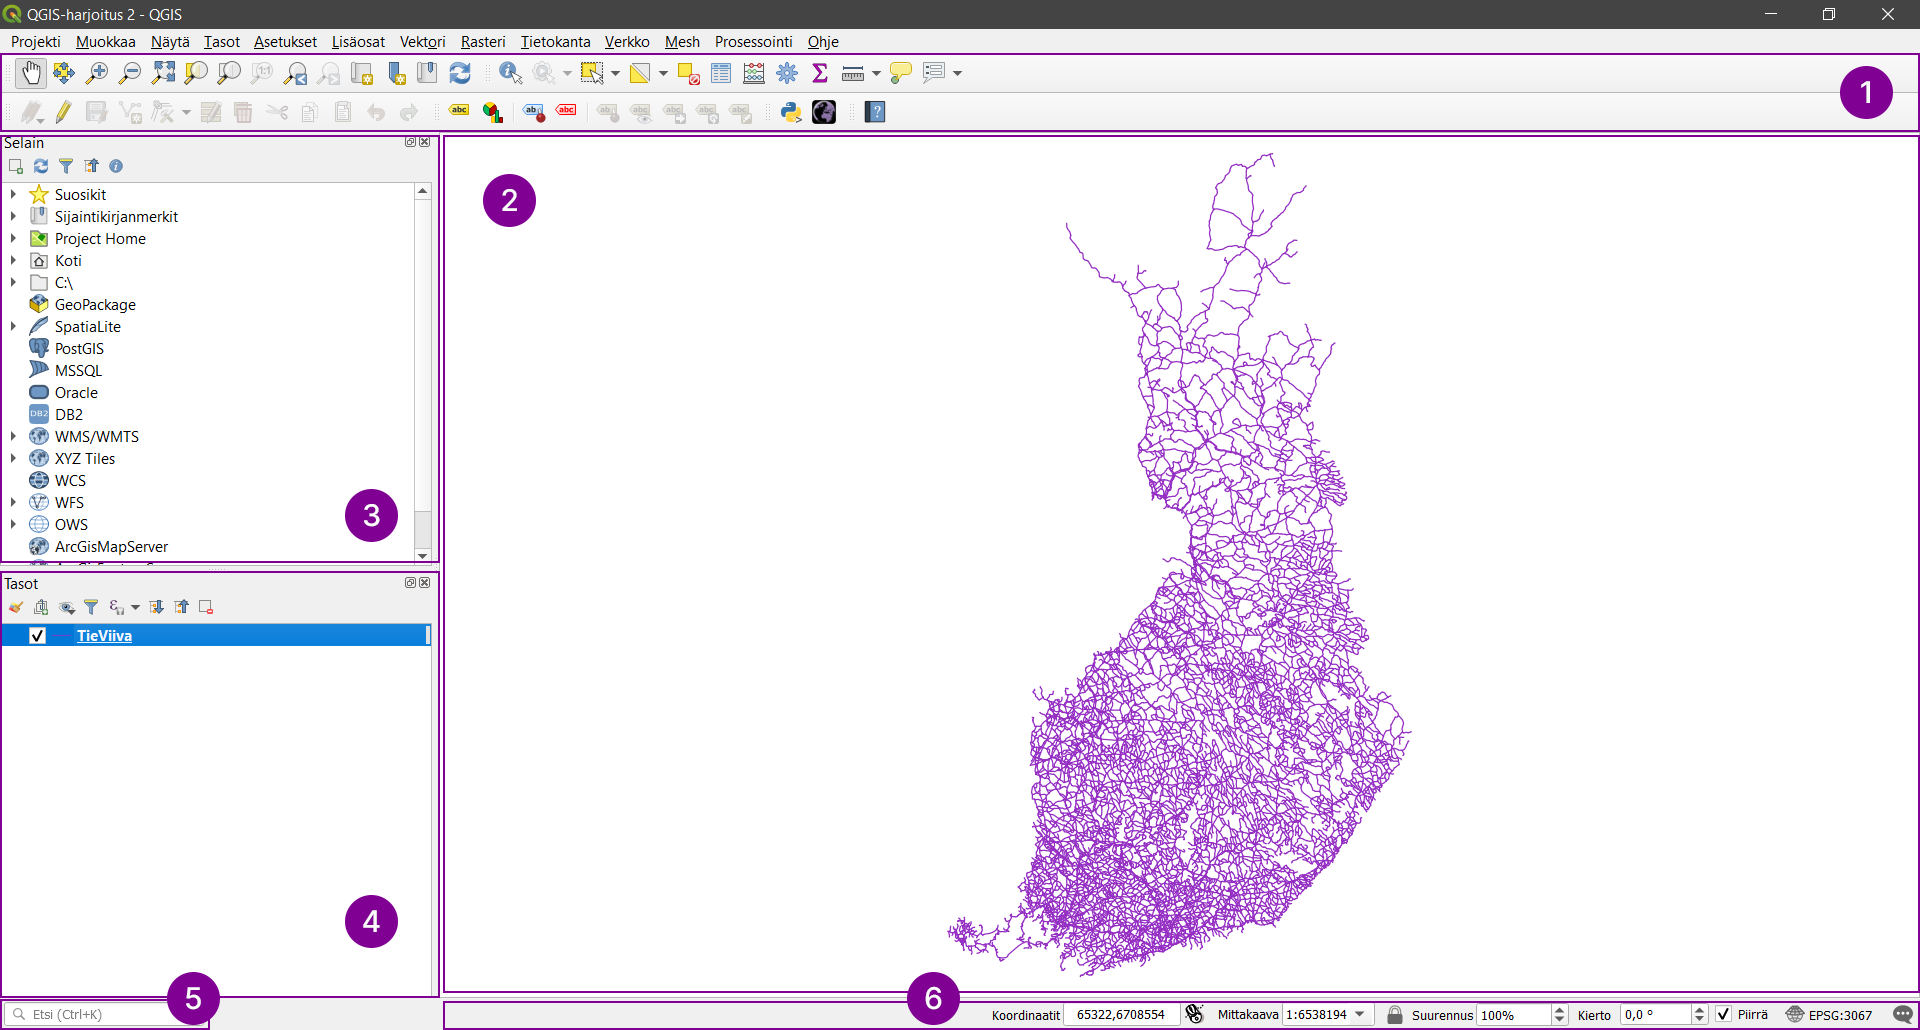 QGIS-harjoitus 2 - QGIS
Projekti Muokkaa Näytä Tasot Asetukset Lisäosat Vektori Rasteri Tietokanta Verkko Mesh Prosessointi Ohje
1
Selain
Suosikit
Sijaintikirjanmerkit
Project Home
Koti
C:\
GeoPackage
SpatiaLite
PostGIS
MSSQL
Oracle
DB2
WMS/WMTS
XYZ Tiles
WCS
WFS
OWS
ArcGisMapServer
3
2
Tasot
TieViiva
4
5
6
Etsi (Ctrl+K)
Koordinaatit 65322,6708554 Mittakaava 1:6538194 Suurennus 100% Kierto 0,0 ° Piirrä EPSG:3067